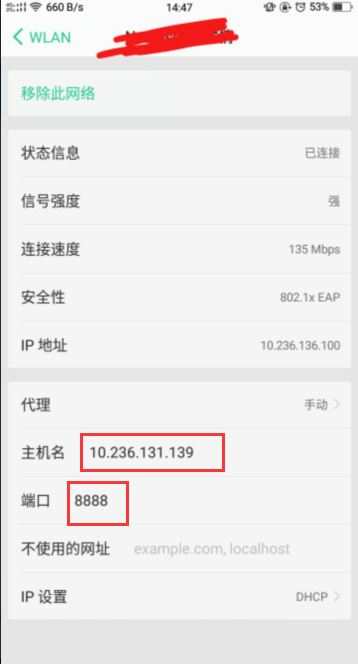 660 B/s 14:47 53%
WLAN
移除此网络
状态信息 已连接
信号强度 强
连接速度 135 Mbps
安全性 802.1x EAP
IP 地址 10.236.136.100
代理 手动
主机名 10.236.131.139
端口 8888
不使用的网址 example.com, localhost
IP 设置 DHCP